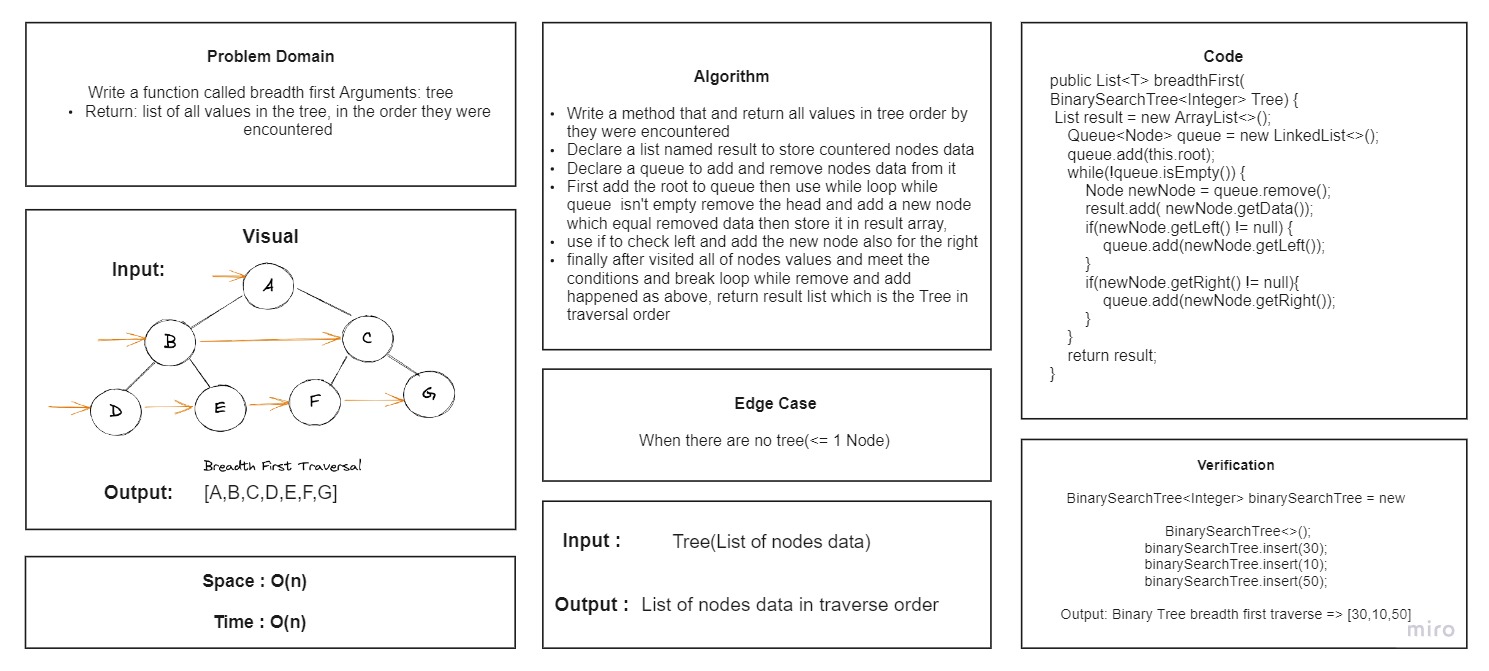 Problem Domain
Write a function called breadth first Arguments: tree
• Return: list of all values in the tree, in the order they were
encountered
Visual
Input:
A
B
C
D
E
F
G
Breadth First Traversal
Output: [A,B,C,D,E,F,G]
Space : O(n)
Time : O(n)
Algorithm
• Write a method that and return all values in tree order by
they were encountered
• Declare a list named result to store countered nodes data
• Declare a queue to add and remove nodes data from it
• First add the root to queue then use while loop while
queue isn't empty remove the head and add a new node
which equal removed data then store it in result array,
• use if to check left and add the new node also for the right
• finally after visited all of nodes values and meet the
conditions and break loop while remove and add
happened as above, return result list which is the Tree in
traversal order
Edge Case
When there are no tree(<= 1 Node)
Input : Tree(List of nodes data)
Output : List of nodes data in traverse order
Code
public List<T> breadthFirst(
BinarySearchTree<Integer> Tree) {
List result = new ArrayList<>();
Queue<Node> queue = new LinkedList<>();
queue.add(this.root);
while(!queue.isEmpty()) {
Node newNode = queue.remove();
result.add( newNode.getData());
if(newNode.getLeft() != null) {
queue.add(newNode.getLeft());
}
if(newNode.getRight() != null){
queue.add(newNode.getRight());
}
}
return result;
}
Verification
BinarySearchTree<Integer> binarySearchTree = new
BinarySearchTree<>();
binarySearchTree.insert(30);
binarySearchTree.insert(10);
binarySearchTree.insert(50);
Output: Binary Tree breadth first traverse => [30,10,50]
miro